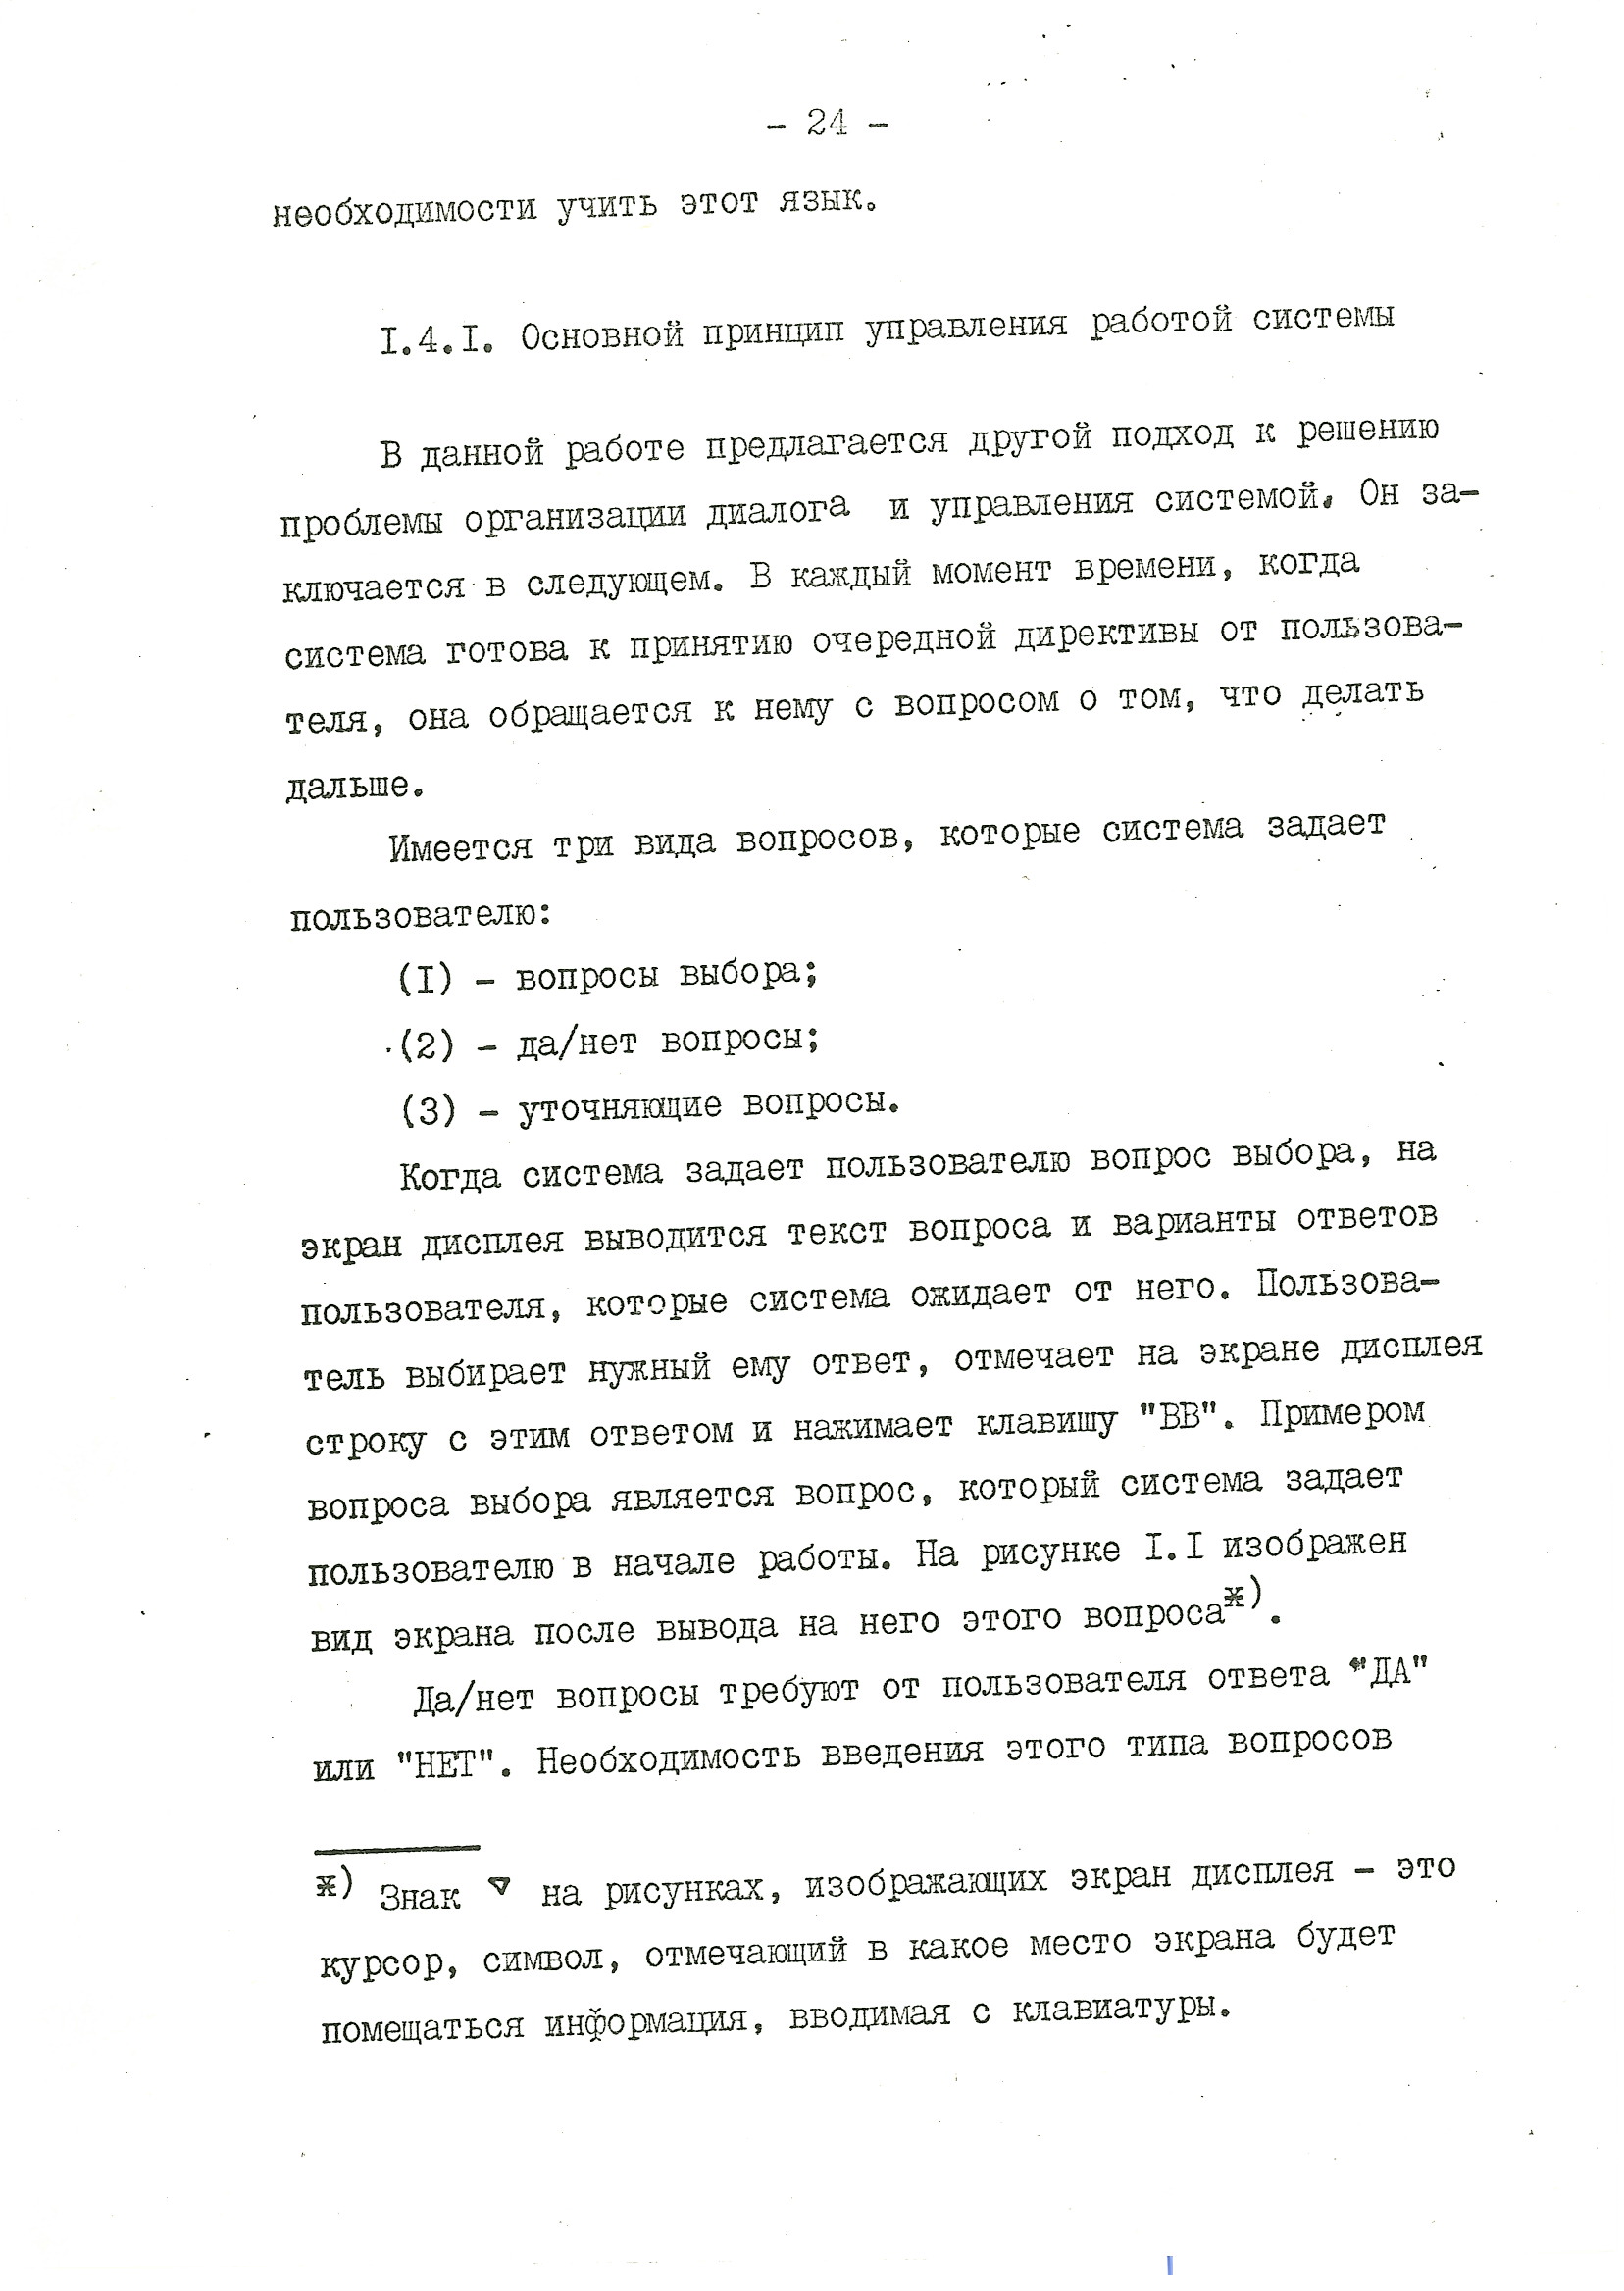 - 24 -
необходимости учить этот язык.
I.4.I. Основной принцип управления работой системы
В данной работе предлагается другой подход к решению
проблемы организации диалога и управления системой. Он за-
ключается в следующем. В каждый момент времени, когда
система готова к принятию очередной директивы от пользова-
теля, она обращается к нему с вопросом о том, что делать
дальше.
Имеется три вида вопросов, которые система задает
пользователю:
(I) - вопросы выбора;
(2) - да/нет вопросы;
(3) - уточняющие вопросы.
Когда система задает пользователю вопрос выбора, на
экран дисплея выводится текст вопроса и варианты ответов
пользователя, которые система ожидает от него. Пользова-
тель выбирает нужный ему ответ, отмечает на экране дисплея
строку с этим ответом и нажимает клавишу "ВВ". Примером
вопроса выбора является вопрос, который система задает
пользователю в начале работы. На рисунке I.I изображен
вид экрана после вывода на него этого вопросаж).
Да/нет вопросы требуют от пользователя ответа "ДА"
или "НЕТ". Необходимость введения этого типа вопросов
ж) Знак ▽ на рисунках, изображающих экран дисплея - это
курсор, символ, отмечающий в какое место экрана будет
помещаться информация, вводимая с клавиатуры.